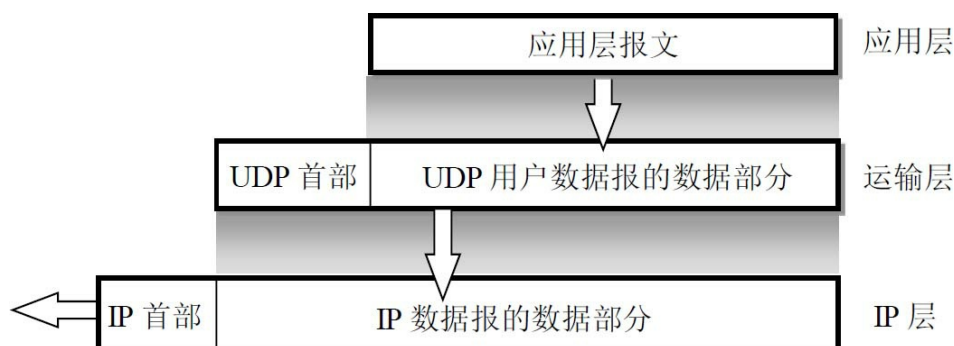 应用层报文 应用层
UDP 首部 UDP 用户数据报的数据部分 运输层
IP 首部 IP 数据报的数据部分 IP 层